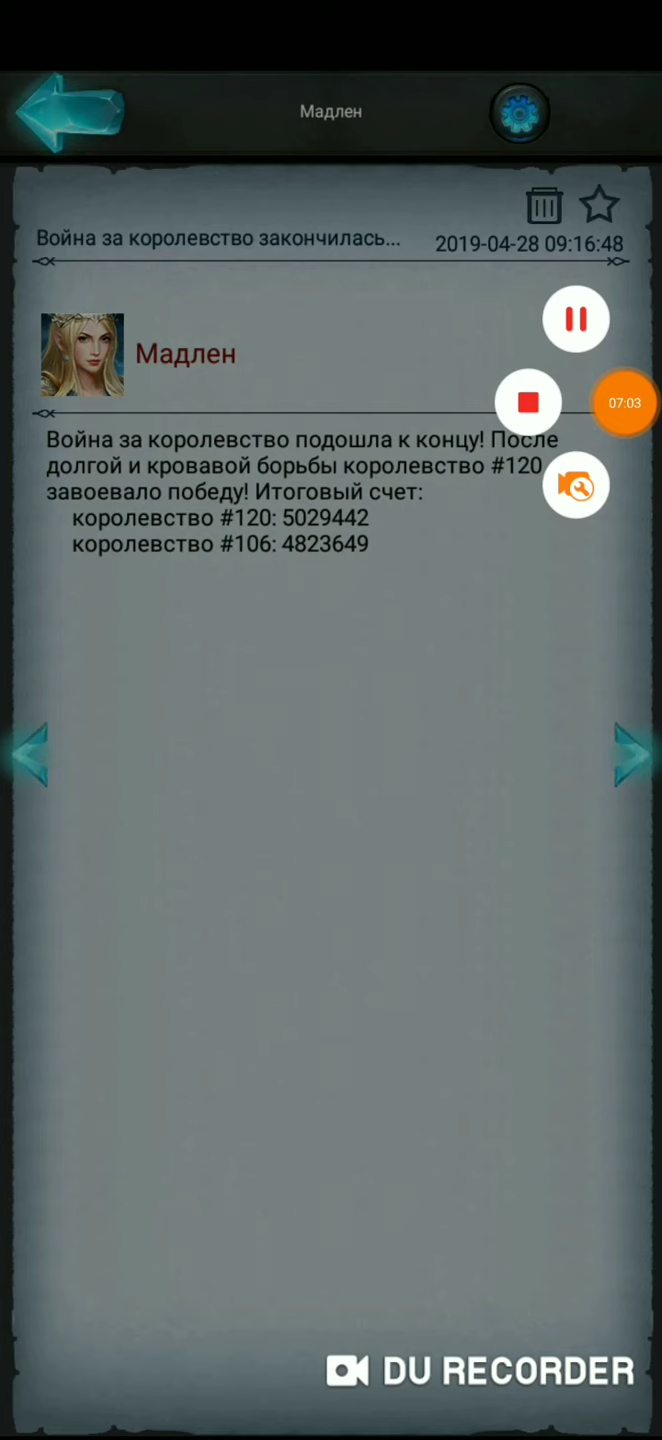 Мадлен
Война за королевство закончилась...
2019-04-28 09:16:48
Мадлен
07:03
Война за королевство подошла к концу! После
долгой и кровавой борьбы королевство #120
завоевало победу! Итоговый счет:
королевство #120: 5029442
королевство #106: 4823649
DU RECORDER